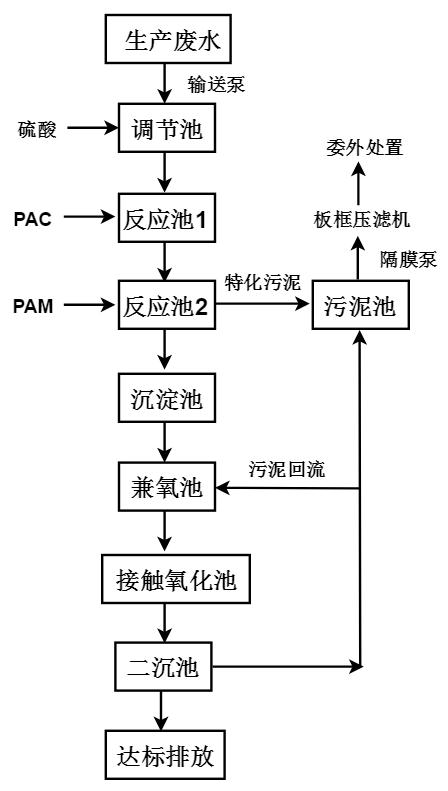 生产废水
输送泵
硫酸
调节池
委外处置
PAC
反应池1
板框压滤机
隔膜泵
PAM
反应池2
特化污泥
污泥池
沉淀池
兼氧池
污泥回流
接触氧化池
二沉池
达标排放